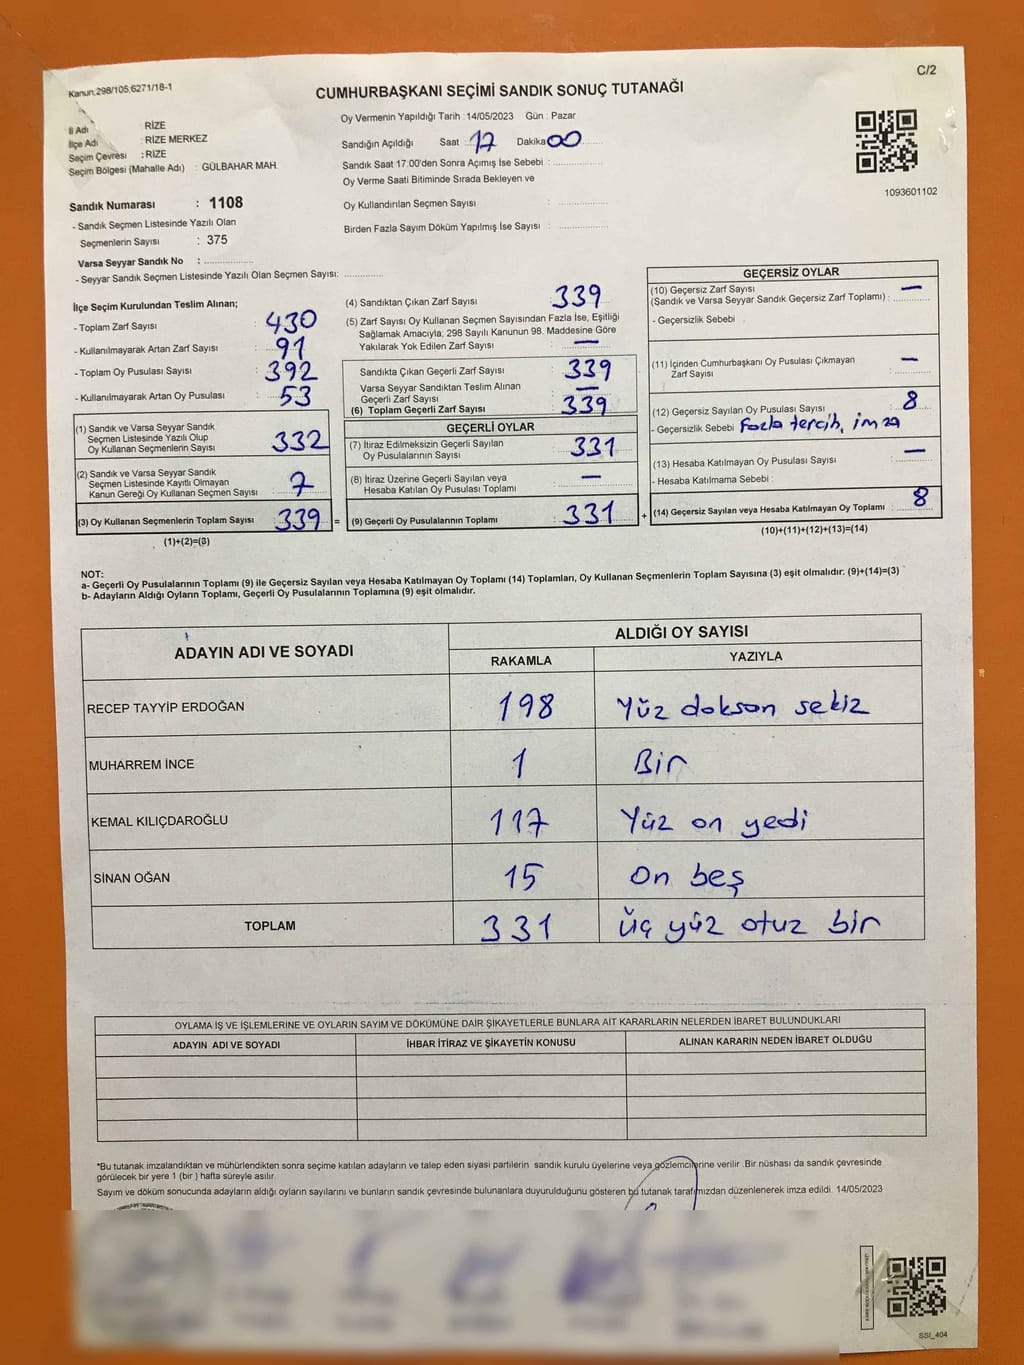 C/2
Kanun;298/105,6271/18-1
CUMHURBAŞKANI SEÇİMİ SANDIK SONUÇ TUTANAĞI
İl Adı : RİZE
İlçe Adı : RİZE MERKEZ
Seçim Çevresi : RİZE
Seçim Bölgesi (Mahalle Adı) : GÜLBAHAR MAH.
Sandık Numarası : 1108
- Sandık Seçmen Listesinde Yazılı Olan
Seçmenlerin Sayısı : 375
Varsa Seyyar Sandık No : ................
- Seyyar Sandık Seçmen Listesinde Yazılı Olan Seçmen Sayısı: .............
Oy Vermenin Yapıldığı Tarih : 14/05/2023 Gün : Pazar
Sandığın Açıldığı Saat : 17 Dakika 00
Sandık Saat 17.00'den Sonra Açımış İse Sebebi : ................
Oy Verme Saati Bitiminde Sırada Bekleyen ve
Oy Kullandırılan Seçmen Sayısı : ................
Birden Fazla Sayım Döküm Yapılmış İse Sayısı : ................
1093601102
İlçe Seçim Kurulundan Teslim Alınan;
- Toplam Zarf Sayısı : 430
- Kullanılmayarak Artan Zarf Sayısı : 91
- Toplam Oy Pusulası Sayısı : 392
- Kullanılmayarak Artan Oy Pusulası : 53
(1) Sandık ve Varsa Seyyar Sandık
Seçmen Listesinde Yazılı Olup
Oy Kullanan Seçmenlerin Sayısı : 332
(2) Sandık ve Varsa Seyyar Sandık
Seçmen Listesinde Kayıtlı Olmayan
Kanun Gereği Oy Kullanan Seçmen Sayısı : 7
(3) Oy Kullanan Seçmenlerin Toplam Sayısı : 339 =
(1)+(2)=(3)
(4) Sandıktan Çıkan Zarf Sayısı : 339
(5) Zarf Sayısı Oy Kullanan Seçmen Sayısından Fazla İse, Eşitliği
Sağlamak Amacıyla; 298 Sayılı Kanunun 98. Maddesine Göre
Yakılarak Yok Edilen Zarf Sayısı : —
Sandıkta Çıkan Geçerli Zarf Sayısı : 339
Varsa Seyyar Sandıktan Teslim Alınan
Geçerli Zarf Sayısı : —
(6) Toplam Geçerli Zarf Sayısı : 339
GEÇERLİ OYLAR
(7) İtiraz Edilmeksizin Geçerli Sayılan
Oy Pusulalarının Sayısı : 331
(8) İtiraz Üzerine Geçerli Sayılan veya
Hesaba Katılan Oy Pusulası Toplamı : —
(9) Geçerli Oy Pusulalarının Toplamı : 331 +
GEÇERSİZ OYLAR
(10) Geçersiz Zarf Sayısı
(Sandık ve Varsa Seyyar Sandık Geçersiz Zarf Toplamı) : —
- Geçersizlik Sebebi
(11) İçinden Cumhurbaşkanı Oy Pusulası Çıkmayan
Zarf Sayısı : —
(12) Geçersiz Sayılan Oy Pusulası Sayısı : 8
- Geçersizlik Sebebi Fazla tercih, imza
(13) Hesaba Katılmayan Oy Pusulası Sayısı : —
- Hesaba Katılmama Sebebi :
(14) Geçersiz Sayılan veya Hesaba Katılmayan Oy Toplamı : 8
(10)+(11)+(12)+(13)=(14)
NOT:
a- Geçerli Oy Pusulalarının Toplamı (9) ile Geçersiz Sayılan veya Hesaba Katılmayan Oy Toplamı (14) Toplamları, Oy Kullanan Seçmenlerin Toplam Sayısına (3) eşit olmalıdır. (9)+(14)=(3)
b- Adayların Aldığı Oyların Toplamı, Geçerli Oy Pusulalarının Toplamına (9) eşit olmalıdır.
ADAYIN ADI VE SOYADI ALDIĞI OY SAYISI
RAKAMLA YAZIYLA
RECEP TAYYİP ERDOĞAN 198 Yüz doksan sekiz
MUHARREM İNCE 1 Bir
KEMAL KILIÇDAROĞLU 117 Yüz on yedi
SİNAN OĞAN 15 On beş
TOPLAM 331 üç yüz otuz bir
OYLAMA İŞ VE İŞLEMLERİNE VE OYLARIN SAYIM VE DÖKÜMÜNE DAİR ŞİKAYETLERLE BUNLARA AİT KARARLARIN NELERDEN İBARET BULUNDUKLARI
ADAYIN ADI VE SOYADI İHBAR İTİRAZ VE ŞİKAYETİN KONUSU ALINAN KARARIN NEDEN İBARET OLDUĞU
*Bu tutanak imzalandıktan ve mühürlendikten sonra seçime katılan adayların ve talep eden siyasi partilerin sandık kurulu üyelerine veya gözlemcilerine verilir .Bir nüshası da sandık çevresinde
görülecek bir yere 1 (bir ) hafta süreyle asılır.
Sayım ve döküm sonucunda adayların aldığı oyların sayılarını ve bunların sandık çevresinde bulunanlara duyurulduğunu gösteren bu tutanak tarafımızdan düzenlenerek imza edildi. 14/05/2023
SSI_404